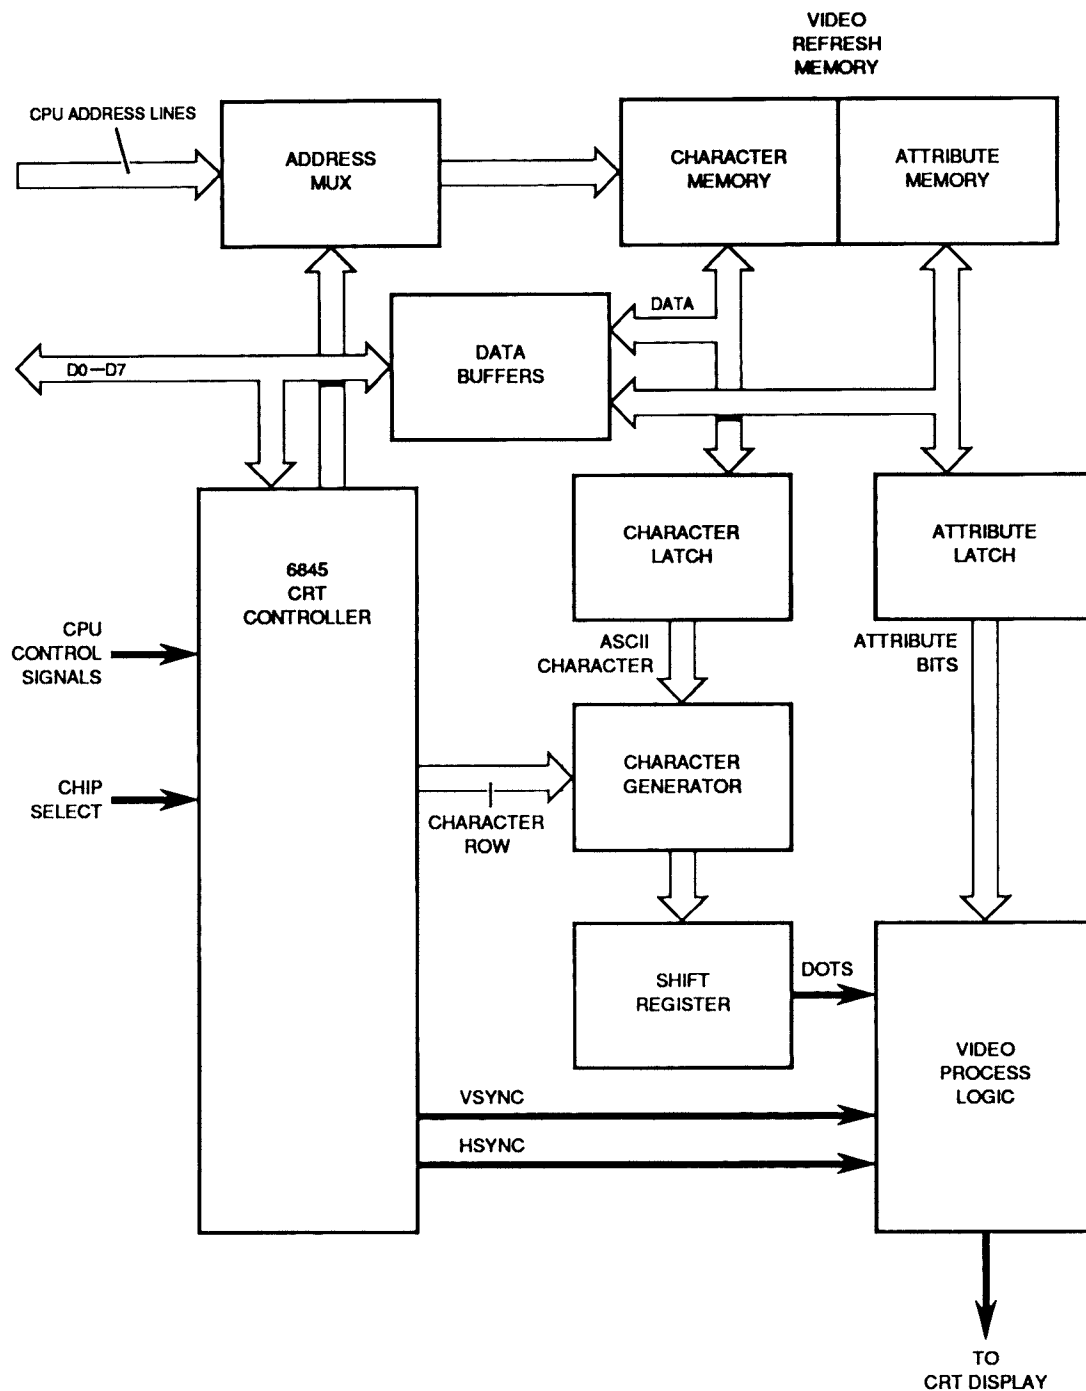 VIDEO
REFRESH
MEMORY
CPU ADDRESS LINES
ADDRESS
MUX
CHARACTER
MEMORY
ATTRIBUTE
MEMORY
DATA
D0—D7
DATA
BUFFERS
CHARACTER
LATCH
ATTRIBUTE
LATCH
6845
CRT
CONTROLLER
CPU
CONTROL
SIGNALS
ASCII
CHARACTER
ATTRIBUTE
BITS
CHIP
SELECT
CHARACTER
GENERATOR
CHARACTER
ROW
SHIFT
REGISTER
DOTS
VIDEO
PROCESS
LOGIC
VSYNC
HSYNC
TO
CRT DISPLAY